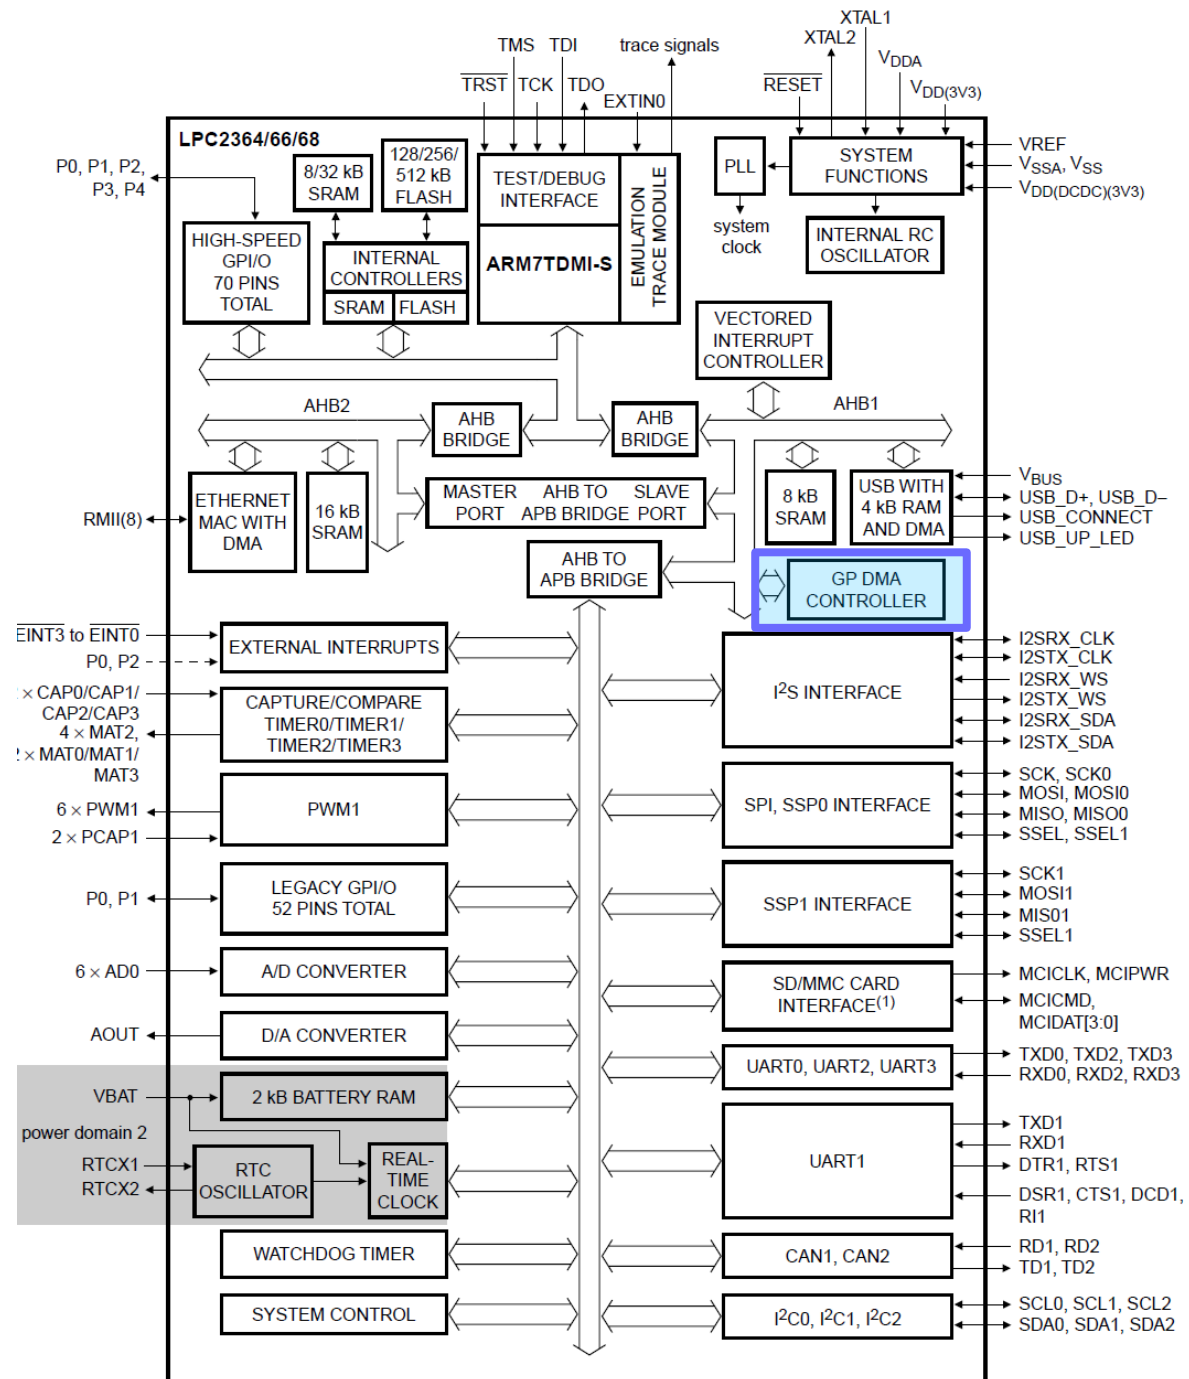 XTAL1
XTAL2
TMS TDI
trace signals
VDDA
TRST TCK TDO
RESET
VDD(3V3)
EXTIN0
LPC2364/66/68
P0, P1, P2,
P3, P4
8/32 kB
SRAM
128/256/
512 kB
FLASH
TEST/DEBUG
INTERFACE
EMULATION
TRACE MODULE
PLL
SYSTEM
FUNCTIONS
VREF
VSSA, VSS
VDD(DCDC)(3V3)
system
clock
HIGH-SPEED
GPI/O
70 PINS
TOTAL
INTERNAL
CONTROLLERS
SRAM FLASH
ARM7TDMI-S
INTERNAL RC
OSCILLATOR
VECTORED
INTERRUPT
CONTROLLER
AHB2
AHB
BRIDGE
AHB
BRIDGE
AHB1
ETHERNET
MAC WITH
DMA
16 kB
SRAM
MASTER
PORT
AHB TO
APB BRIDGE
SLAVE
PORT
8 kB
SRAM
USB WITH
4 kB RAM
AND DMA
VBUS
USB_D+, USB_D−
USB_CONNECT
USB_UP_LED
RMII(8)
AHB TO
APB BRIDGE
GP DMA
CONTROLLER
EINT3 to EINT0
P0, P2
EXTERNAL INTERRUPTS
I2S INTERFACE
I2SRX_CLK
I2STX_CLK
I2SRX_WS
I2STX_WS
I2SRX_SDA
I2STX_SDA
× CAP0/CAP1/
CAP2/CAP3
4 × MAT2,
2 × MAT0/MAT1/
MAT3
CAPTURE/COMPARE
TIMER0/TIMER1/
TIMER2/TIMER3
6 × PWM1
2 × PCAP1
PWM1
SPI, SSP0 INTERFACE
SCK, SCK0
MOSI, MOSI0
MISO, MISO0
SSEL, SSEL1
P0, P1
LEGACY GPI/O
52 PINS TOTAL
SSP1 INTERFACE
SCK1
MOSI1
MIS01
SSEL1
6 × AD0
A/D CONVERTER
SD/MMC CARD
INTERFACE(1)
MCICLK, MCIPWR
MCICMD,
MCIDAT[3:0]
AOUT
D/A CONVERTER
UART0, UART2, UART3
TXD0, TXD2, TXD3
RXD0, RXD2, RXD3
VBAT
2 kB BATTERY RAM
power domain 2
RTCX1
RTCX2
RTC
OSCILLATOR
REAL-
TIME
CLOCK
UART1
TXD1
RXD1
DTR1, RTS1
DSR1, CTS1, DCD1,
RI1
WATCHDOG TIMER
CAN1, CAN2
RD1, RD2
TD1, TD2
SYSTEM CONTROL
I2C0, I2C1, I2C2
SCL0, SCL1, SCL2
SDA0, SDA1, SDA2